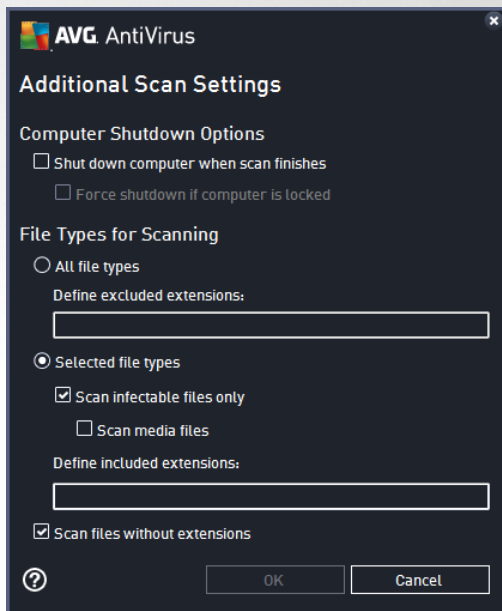 AVG. AntiVirus
Additional Scan Settings
Computer Shutdown Options
Shut down computer when scan finishes
Force shutdown if computer is locked
File Types for Scanning
All file types
Define excluded extensions:
Selected file types
Scan infectable files only
Scan media files
Define included extensions:
Scan files without extensions
? OK Cancel